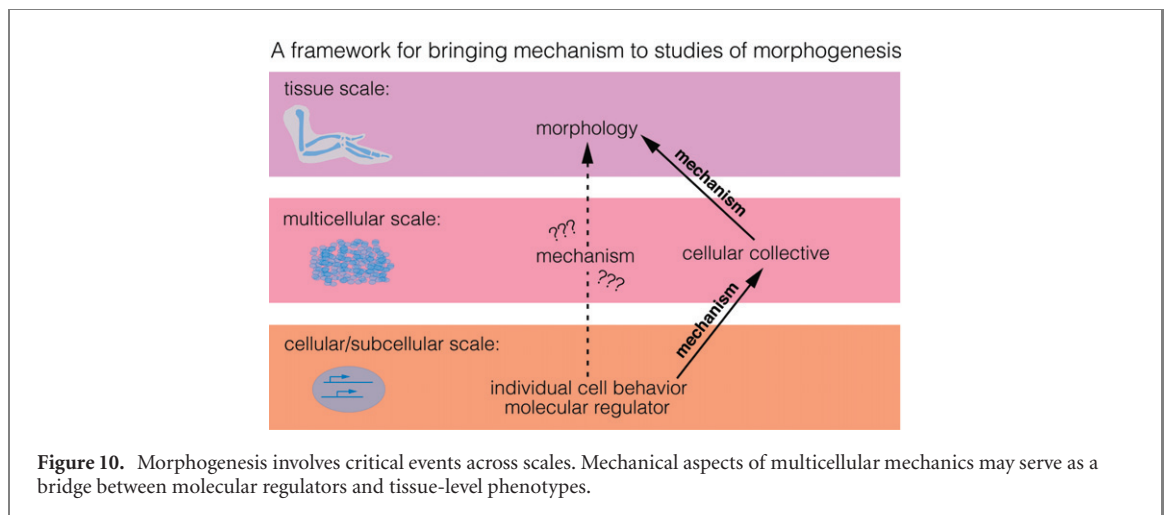 A framework for bringing mechanism to studies of morphogenesis
tissue scale:
morphology
mechanism
multicellular scale:
???
mechanism
???
cellular collective
mechanism
cellular/subcellular scale:
individual cell behavior
molecular regulator
Figure 10. Morphogenesis involves critical events across scales. Mechanical aspects of multicellular mechanics may serve as a
bridge between molecular regulators and tissue-level phenotypes.